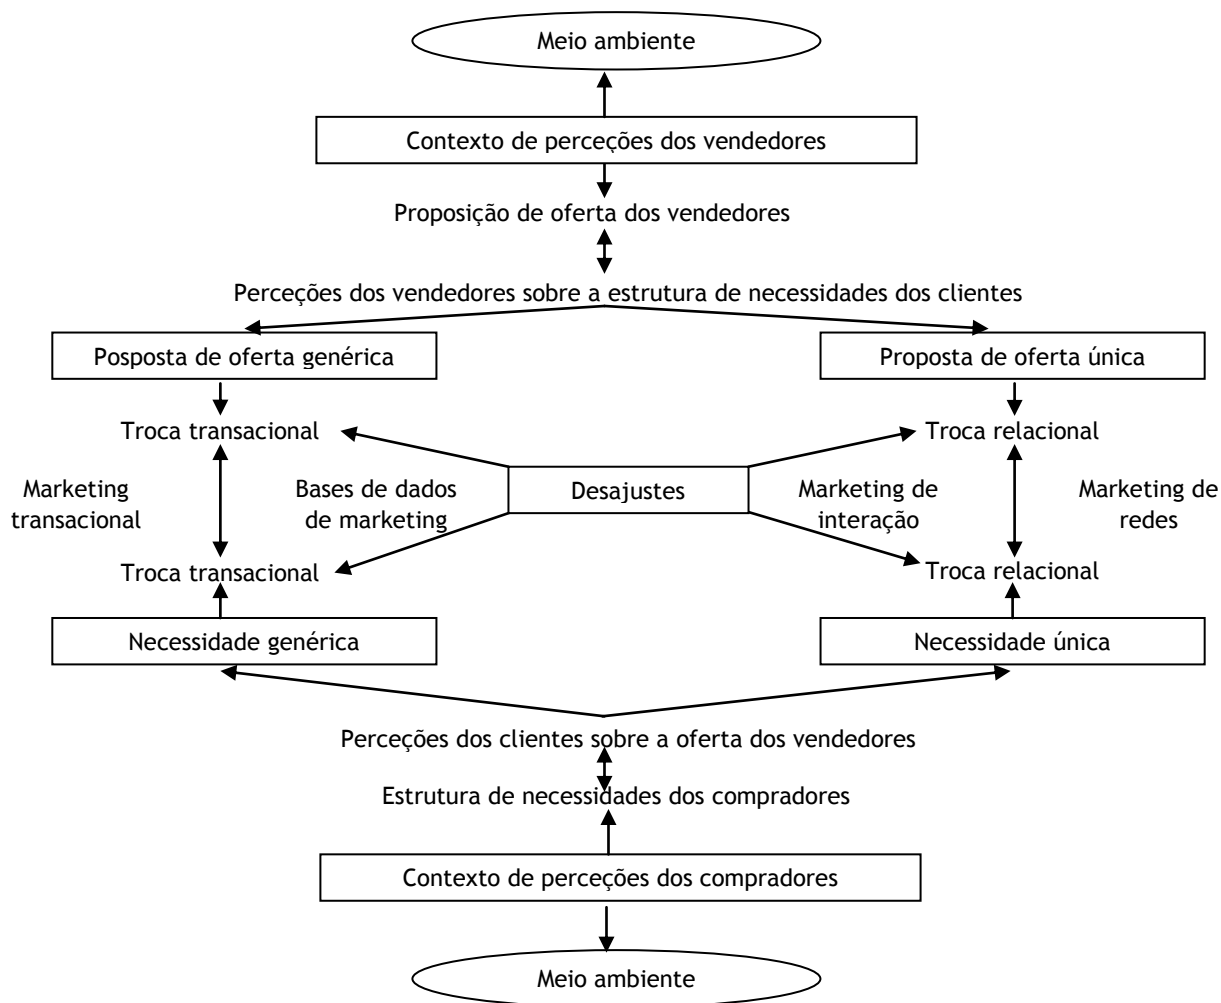 Meio ambiente
Contexto de perceções dos vendedores
Proposição de oferta dos vendedores
Perceções dos vendedores sobre a estrutura de necessidades dos clientes
Posposta de oferta genérica
Proposta de oferta única
Troca transacional
Troca relacional
Marketing
transacional
Bases de dados
de marketing
Desajustes
Marketing de
interação
Marketing de
redes
Troca transacional
Troca relacional
Necessidade genérica
Necessidade única
Perceções dos clientes sobre a oferta dos vendedores
Estrutura de necessidades dos compradores
Contexto de perceções dos compradores
Meio ambiente